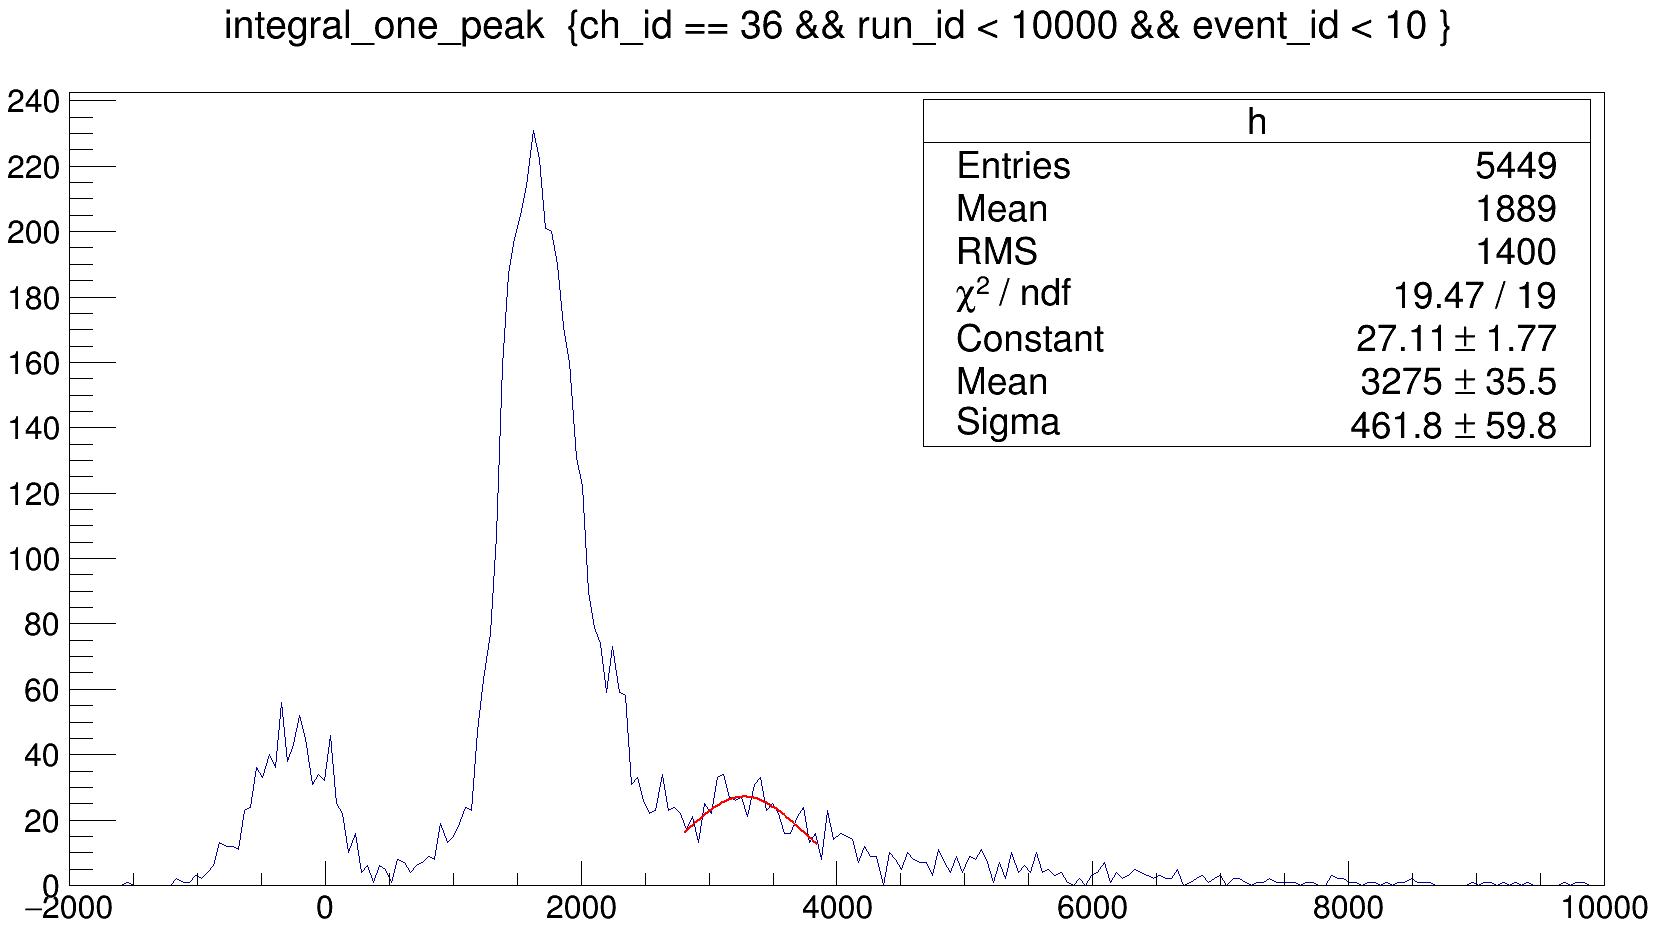 integral_one_peak {ch_id == 36 && run_id < 10000 && event_id < 10 }
h
Entries 5449
Mean 1889
RMS 1400
χ² / ndf 19.47 / 19
Constant 27.11 ± 1.77
Mean 3275 ± 35.5
Sigma 461.8 ± 59.8
240
220
200
180
160
140
120
100
80
60
40
20
0
−2000 0 2000 4000 6000 8000 10000